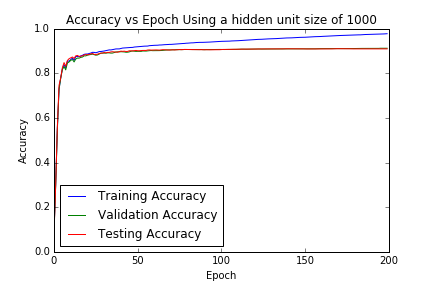 Accuracy vs Epoch Using a hidden unit size of 1000
1.0
0.8
0.6
0.4
0.2
0.0
Accuracy
Training Accuracy
Validation Accuracy
Testing Accuracy
0
50
100
150
200
Epoch